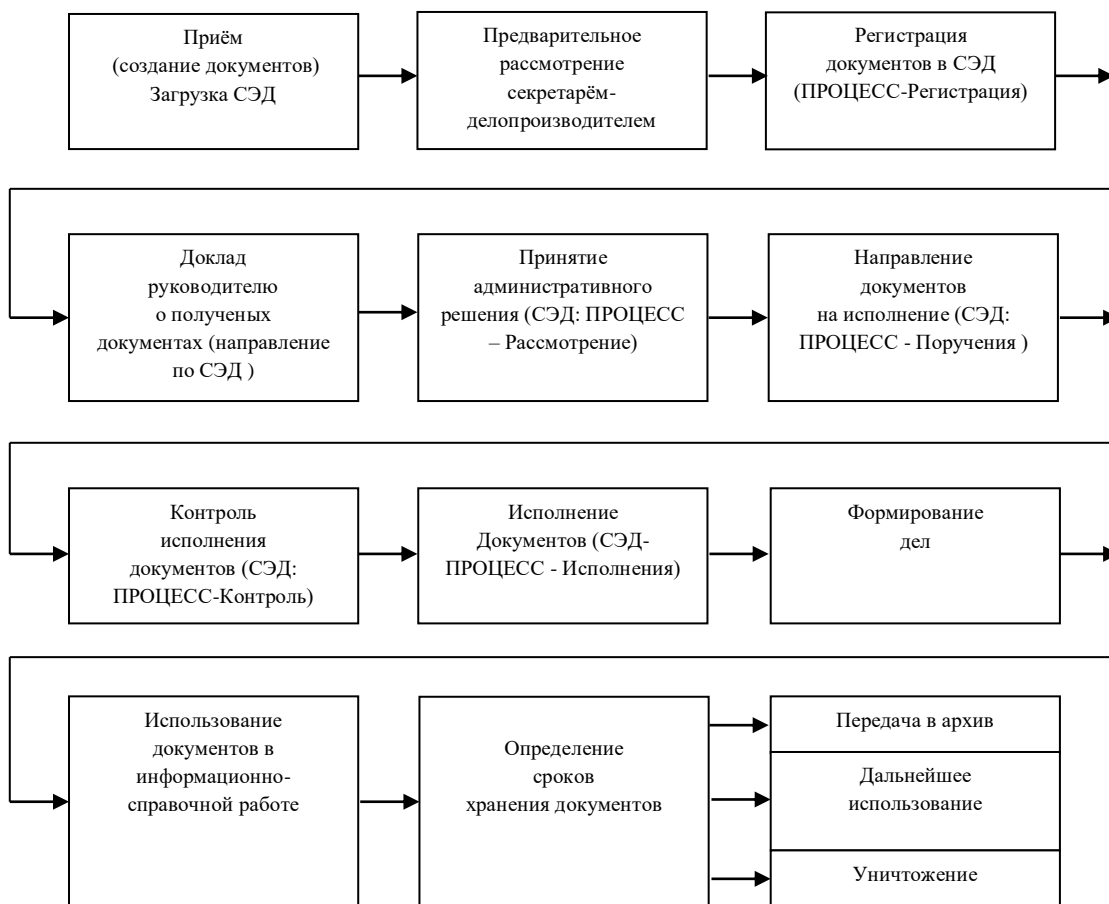 Приём
(создание документов)
Загрузка СЭД
Предварительное
рассмотрение
секретарём-
делопроизводителем
Регистрация
документов в СЭД
(ПРОЦЕСС-Регистрация)
Доклад
руководителю
о полученых
документах (направление
по СЭД )
Принятие
административного
решения (СЭД: ПРОЦЕСС
– Рассмотрение)
Направление
документов
на исполнение (СЭД:
ПРОЦЕСС - Поручения )
Контроль
исполнения
документов (СЭД:
ПРОЦЕСС-Контроль)
Исполнение
Документов (СЭД-
ПРОЦЕСС - Исполнения)
Формирование
дел
Использование
документов в
информационно-
справочной работе
Определение
сроков
хранения документов
Передача в архив
Дальнейшее
использование
Уничтожение